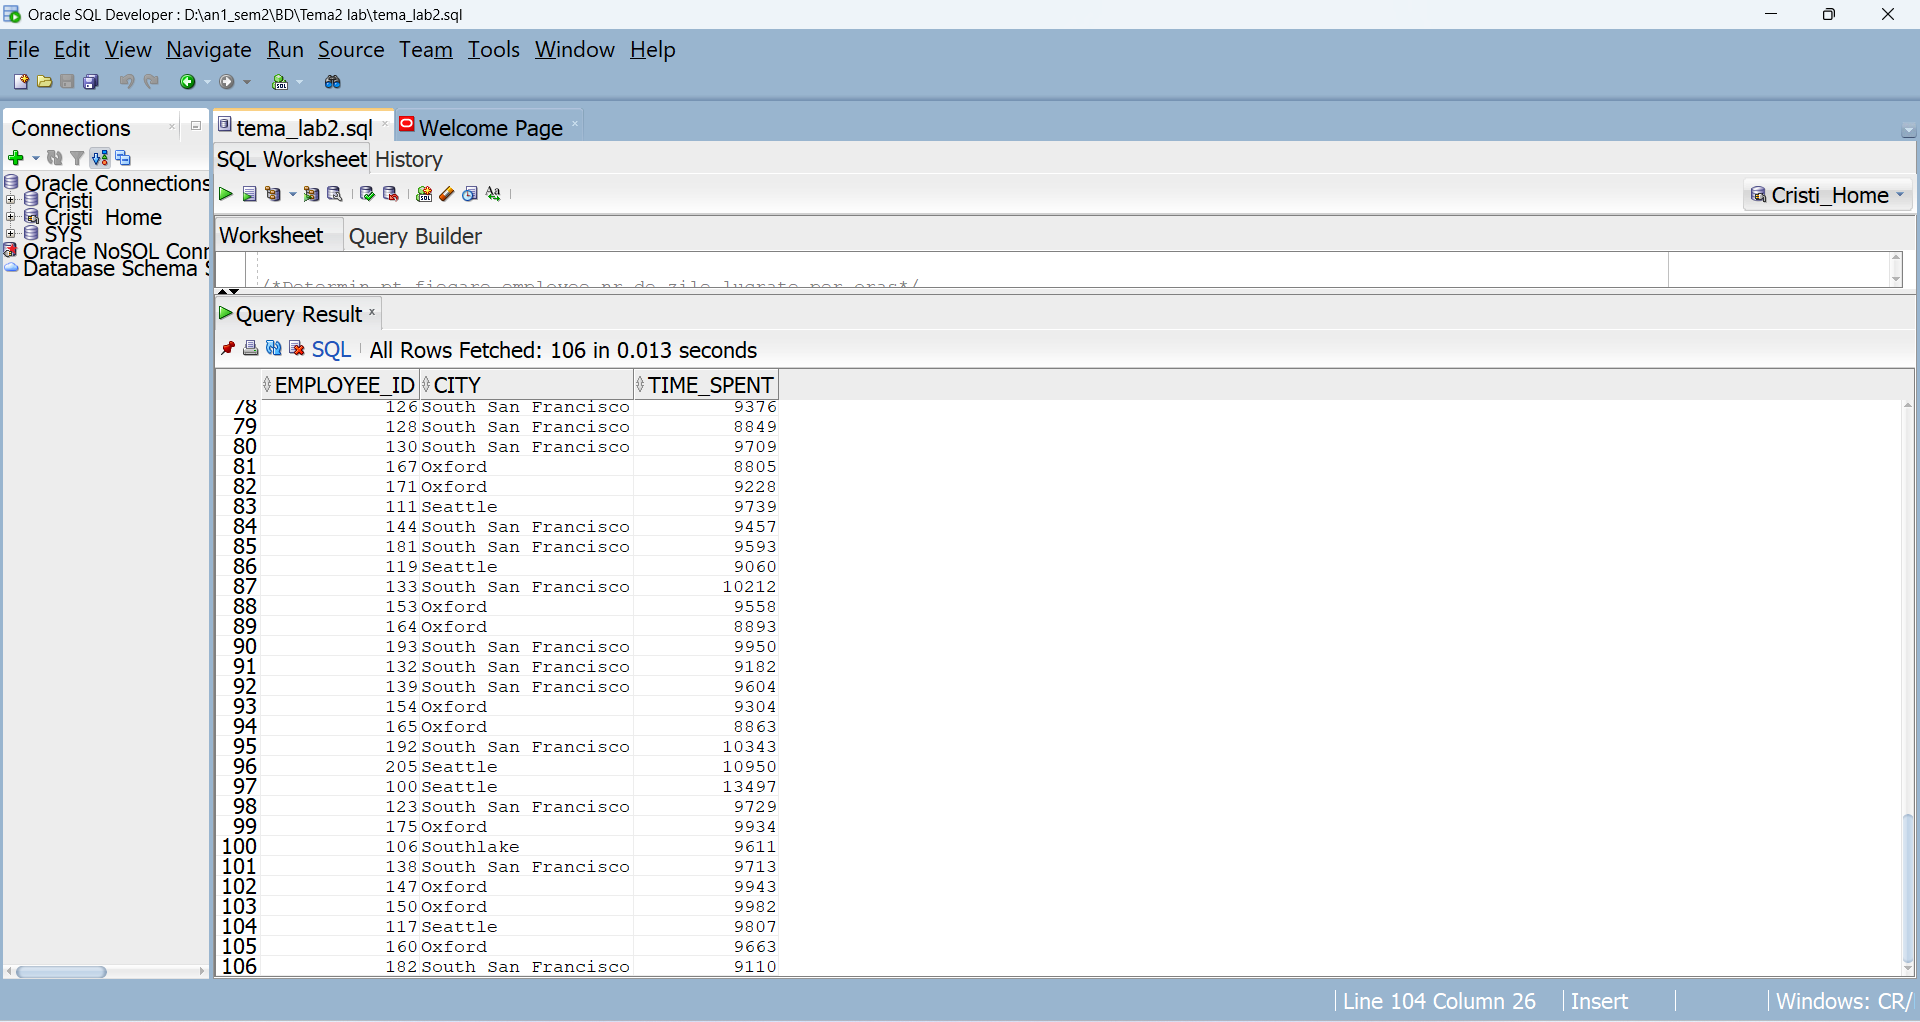 Oracle SQL Developer : D:\an1_sem2\BD\Tema2 lab\tema_lab2.sql
File Edit View Navigate Run Source Team Tools Window Help
Connections
tema_lab2.sql Welcome Page
SQL Worksheet History
Oracle Connections
Cristi
Cristi_Home
SYS
Oracle NoSQL Conn
Database Schema S
Cristi_Home
Worksheet Query Builder
/*Determin pt fiecare employee nr de zile lucrate per oras*/
Query Result
SQL All Rows Fetched: 106 in 0.013 seconds
EMPLOYEE_ID CITY TIME_SPENT
78 126 South San Francisco 9376
79 128 South San Francisco 8849
80 130 South San Francisco 9709
81 167 Oxford 8805
82 171 Oxford 9228
83 111 Seattle 9739
84 144 South San Francisco 9457
85 181 South San Francisco 9593
86 119 Seattle 9060
87 133 South San Francisco 10212
88 153 Oxford 9558
89 164 Oxford 8893
90 193 South San Francisco 9950
91 132 South San Francisco 9182
92 139 South San Francisco 9604
93 154 Oxford 9304
94 165 Oxford 8863
95 192 South San Francisco 10343
96 205 Seattle 10950
97 100 Seattle 13497
98 123 South San Francisco 9729
99 175 Oxford 9934
100 106 Southlake 9611
101 138 South San Francisco 9713
102 147 Oxford 9943
103 150 Oxford 9982
104 117 Seattle 9807
105 160 Oxford 9663
106 182 South San Francisco 9110
Line 104 Column 26 Insert Windows: CR/